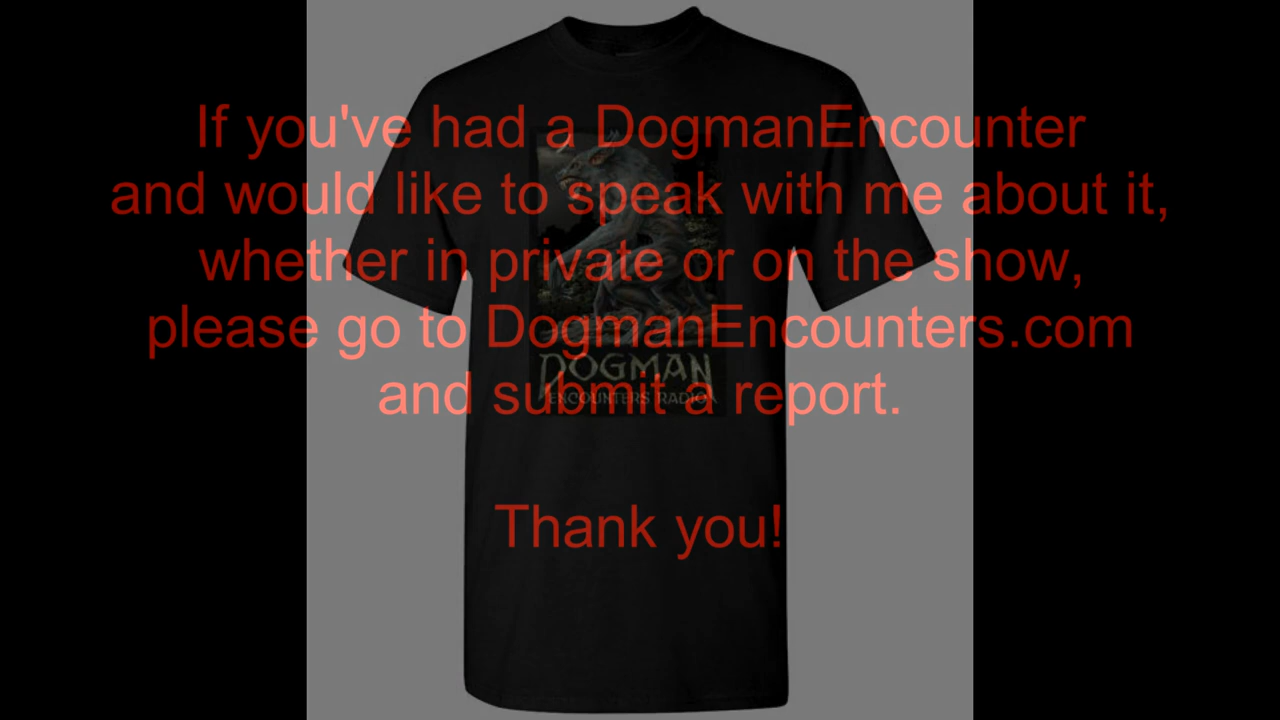 If you've had a DogmanEncounter
and would like to speak with me about it,
whether in private or on the show,
please go to DogmanEncounters.com
DOGMAN
and submit a report.
ENCOUNTERS RADIO
Thank you!